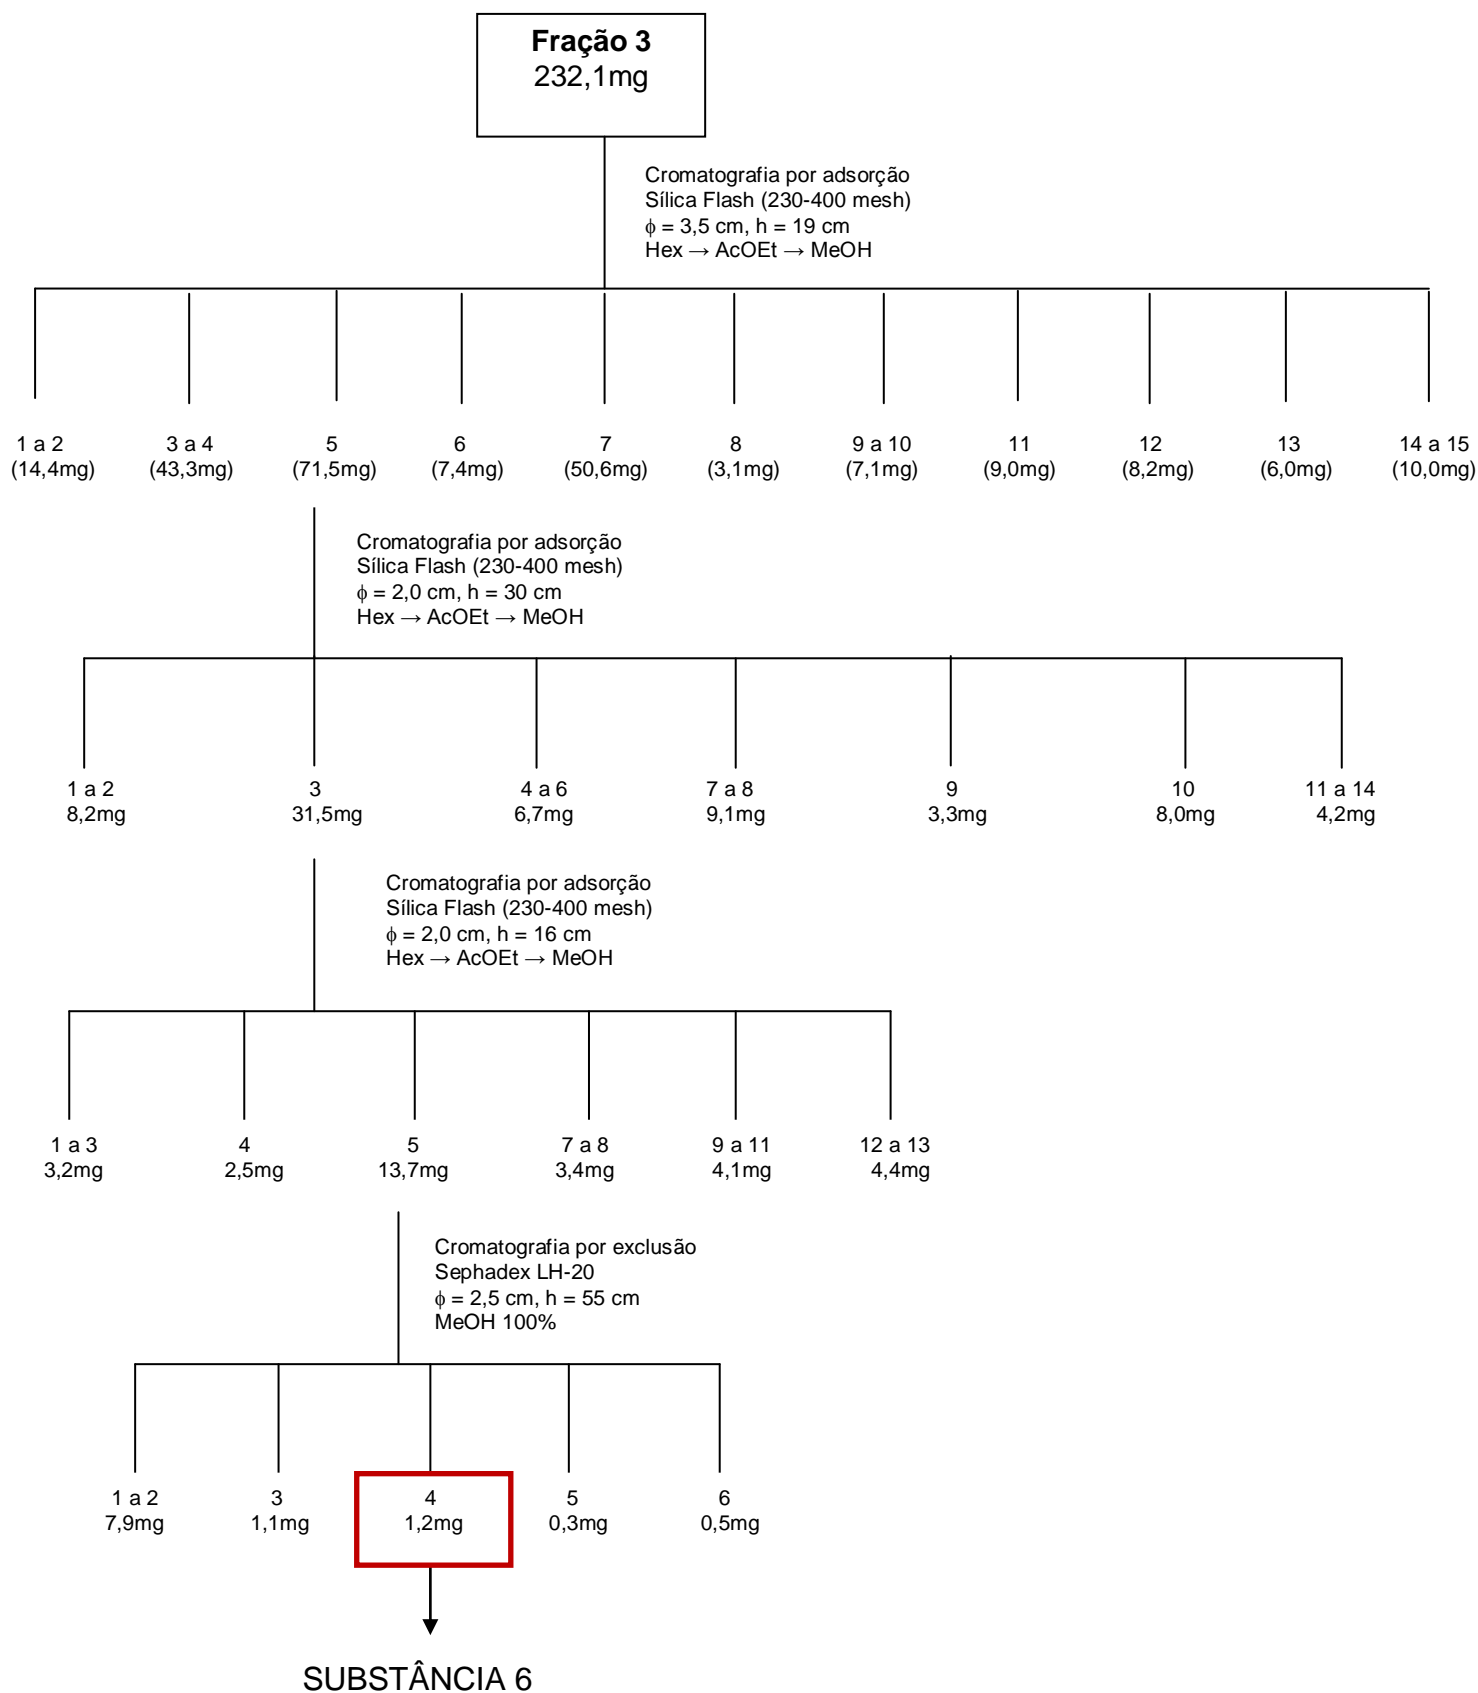 Fração 3
232,1mg
Cromatografia por adsorção
Sílica Flash (230-400 mesh)
ϕ = 3,5 cm, h = 19 cm
Hex → AcOEt → MeOH
1 a 2 3 a 4 5 6 7 8 9 a 10 11 12 13 14 a 15
(14,4mg) (43,3mg) (71,5mg) (7,4mg) (50,6mg) (3,1mg) (7,1mg) (9,0mg) (8,2mg) (6,0mg) (10,0mg)
Cromatografia por adsorção
Sílica Flash (230-400 mesh)
ϕ = 2,0 cm, h = 30 cm
Hex → AcOEt → MeOH
1 a 2 3 4 a 6 7 a 8 9 10 11 a 14
8,2mg 31,5mg 6,7mg 9,1mg 3,3mg 8,0mg 4,2mg
Cromatografia por adsorção
Sílica Flash (230-400 mesh)
ϕ = 2,0 cm, h = 16 cm
Hex → AcOEt → MeOH
1 a 3 4 5 7 a 8 9 a 11 12 a 13
3,2mg 2,5mg 13,7mg 3,4mg 4,1mg 4,4mg
Cromatografia por exclusão
Sephadex LH-20
ϕ = 2,5 cm, h = 55 cm
MeOH 100%
1 a 2 3 4 5 6
7,9mg 1,1mg 1,2mg 0,3mg 0,5mg
SUBSTÂNCIA 6